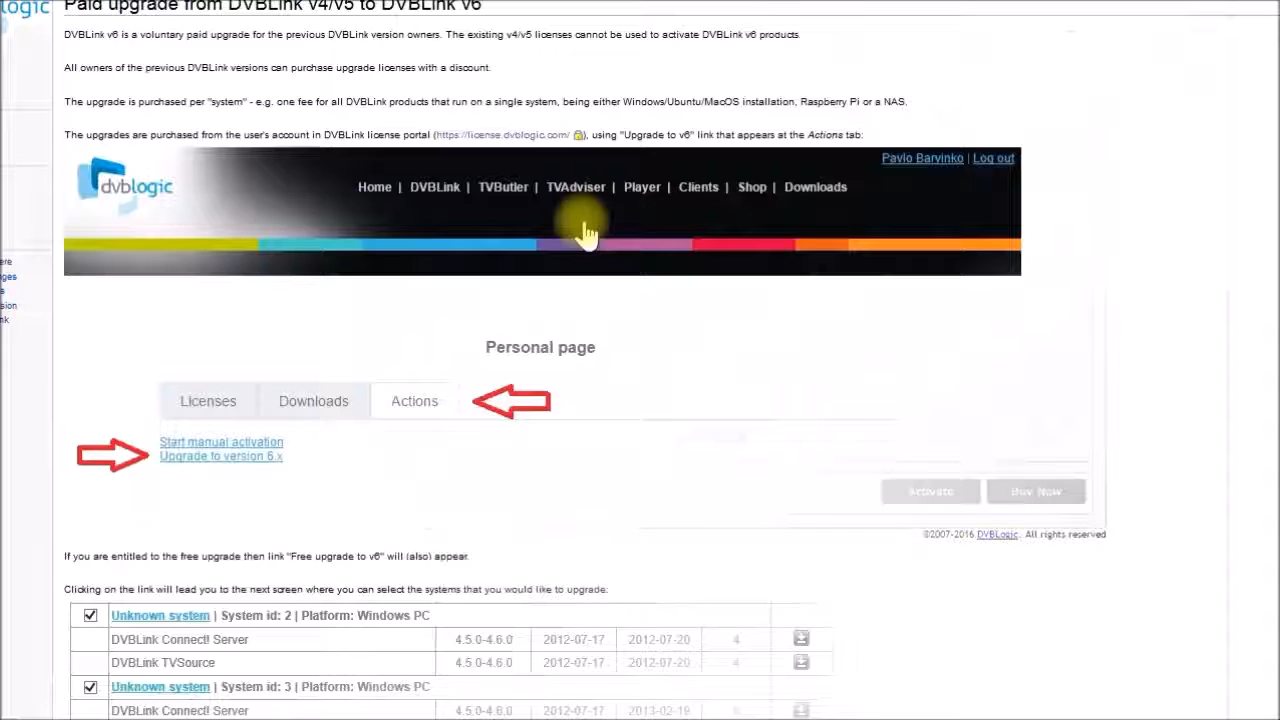 logic
Paid upgrade from DVBLink v4/v5 to DVBLink v6
DVBLink v6 is a voluntary paid upgrade for the previous DVBLink version owners. The existing v4/v5 licenses cannot be used to activate DVBLink v6 products.
All owners of the previous DVBLink versions can purchase upgrade licenses with a discount.
The upgrade is purchased per "system" - e.g. one fee for all DVBLink products that run on a single system, being either Windows/Ubuntu/MacOS installation, Raspberry Pi or a NAS.
The upgrades are purchased from the user's account in DVBLink license portal (https://license.dvblogic.com/ ), using "Upgrade to v6" link that appears at the Actions tab:
Pavlo Barvinko | Log out
dvblogic
Home | DVBLink | TVButler | TVAdviser | Player | Clients | Shop | Downloads
Personal page
Licenses Downloads Actions
Start manual activation
Upgrade to version 6.x
Activate Buy Now
©2007-2016 DVBLogic. All rights reserved
If you are entitled to the free upgrade then link "Free upgrade to v6" will (also) appear.
Clicking on the link will lead you to the next screen where you can select the systems that you would like to upgrade:
Unknown system | System id: 2 | Platform: Windows PC
DVBLink Connect! Server 4.5.0-4.6.0 2012-07-17 2012-07-20 4
DVBLink TVSource 4.5.0-4.6.0 2012-07-17 2012-07-20 4
Unknown system | System id: 3 | Platform: Windows PC
DVBLink Connect! Server 4.5.0-4.6.0 2012-07-17 2013-02-19